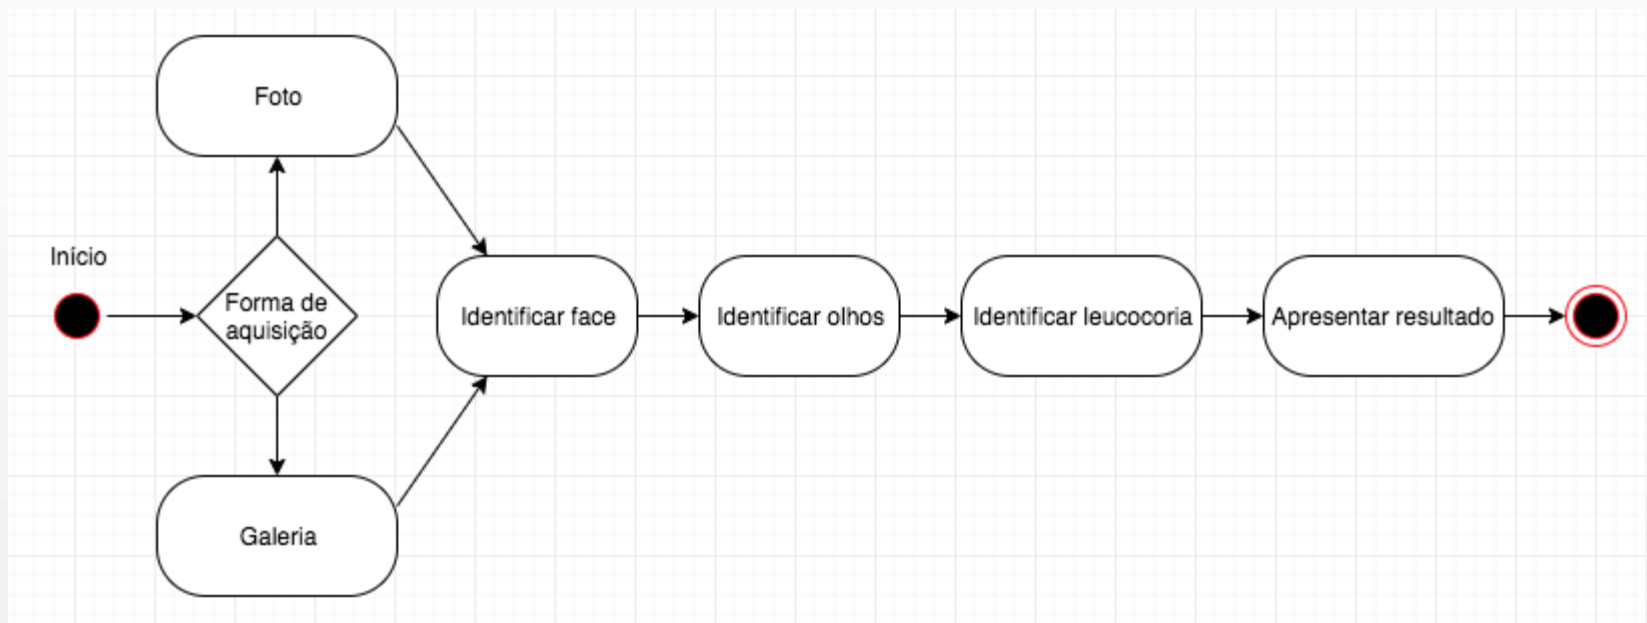 Foto
Início
Forma de
aquisição
Identificar face
Identificar olhos
Identificar leucocoria
Apresentar resultado
Galeria